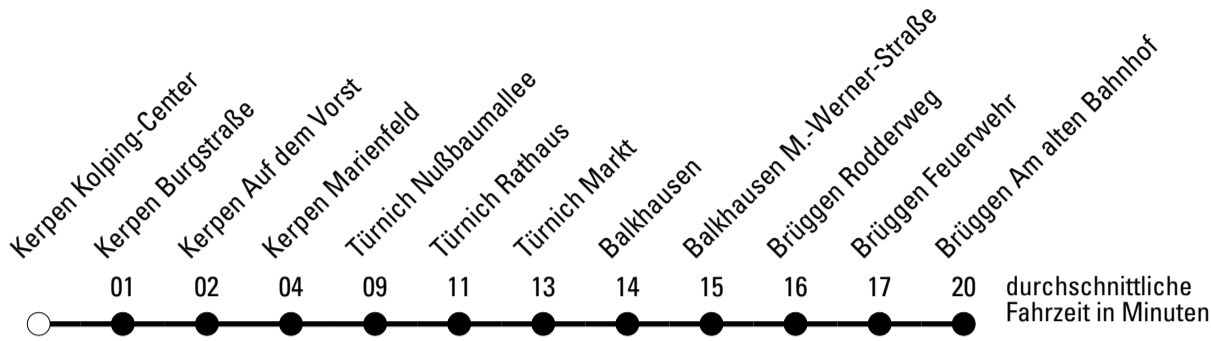 Kerpen Kolping-Center
Kerpen Burgstraße
Kerpen Auf dem Vorst
Kerpen Marienfeld
Türnich Nußbaumallee
Türnich Rathaus
Türnich Markt
Balkhausen
Balkhausen M.-Werner-Straße
Brüggen Rodderweg
Brüggen Feuerwehr
Brüggen Am alten Bahnhof
01 02 04 09 11 13 14 15 16 17 20 durchschnittliche
Fahrzeit in Minuten